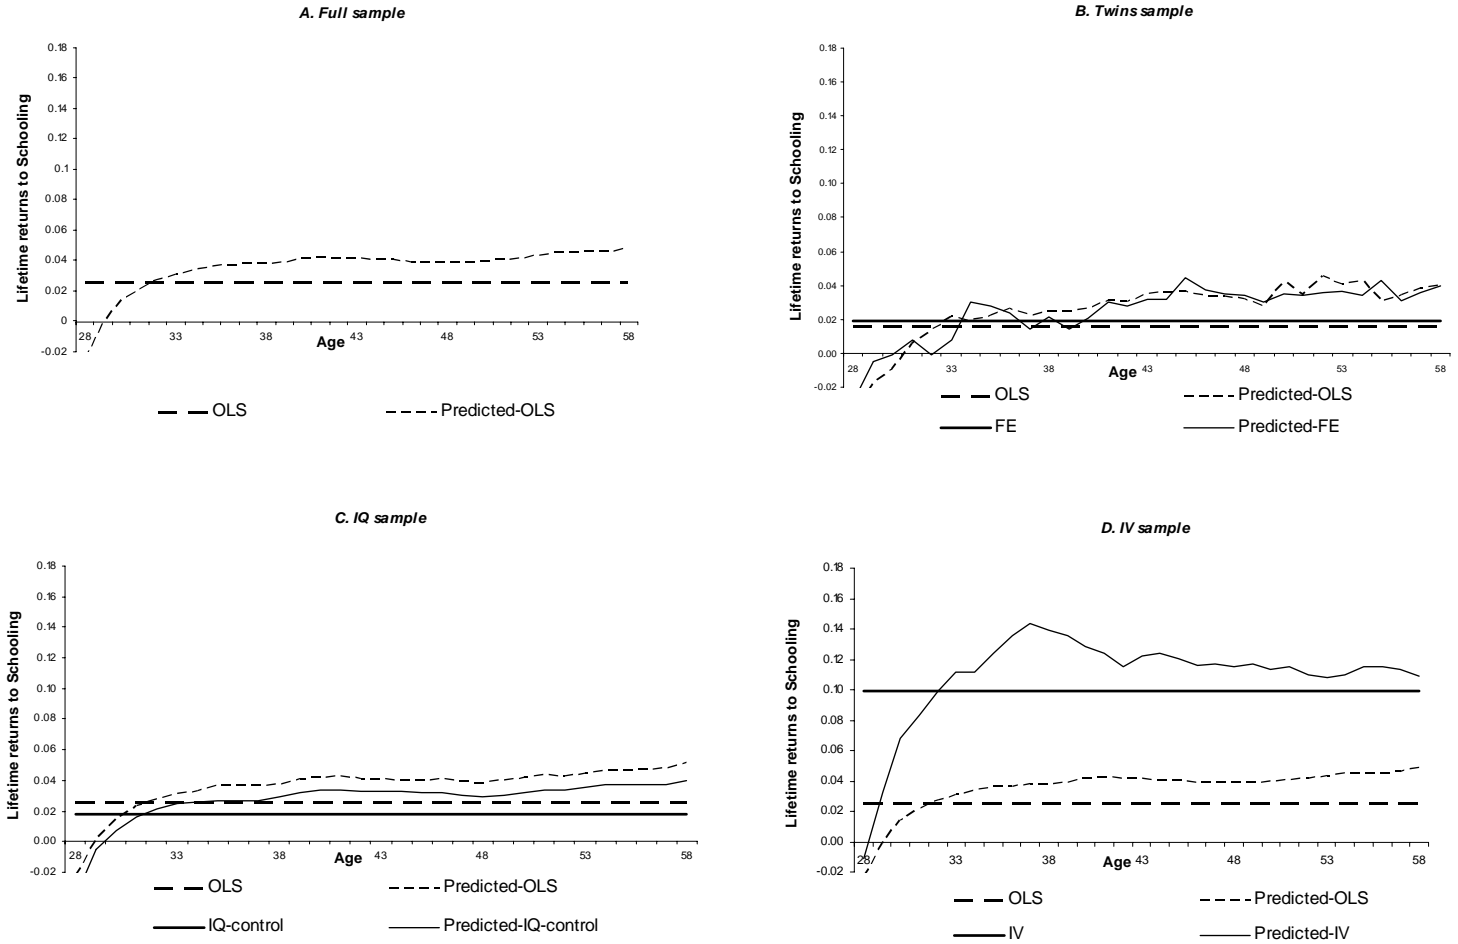 A. Full sample
0.18
0.16
0.14
0.12
0.1
0.08
0.06
0.04
0.02
0
-0.02
Lifetime returns to Schooling
28 33 38 43 48 53 58
Age
OLS Predicted-OLS
B. Twins sample
0.18
0.16
0.14
0.12
0.10
0.08
0.06
0.04
0.02
0.00
-0.02
Lifetime returns to Schooling
28 33 38 43 48 53 58
Age
OLS Predicted-OLS
FE Predicted-FE
C. IQ sample
0.18
0.16
0.14
0.12
0.10
0.08
0.06
0.04
0.02
0.00
-0.02
Lifetime returns to Schooling
28 33 38 43 48 53 58
Age
OLS Predicted-OLS
IQ-control Predicted-IQ-control
D. IV sample
0.18
0.16
0.14
0.12
0.10
0.08
0.06
0.04
0.02
0.00
-0.02
Lifetime returns to Schooling
28 33 38 43 48 53 58
Age
OLS Predicted-OLS
IV Predicted-IV